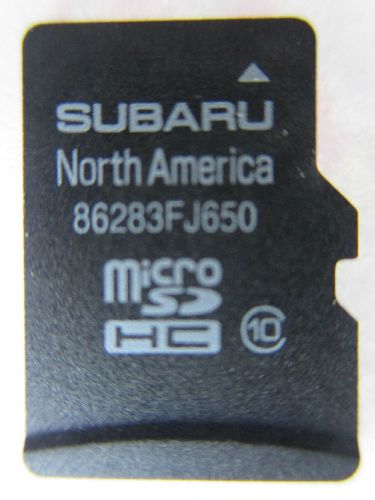 SUBARU
North America
86283FJ650
micro
SD
HC 10